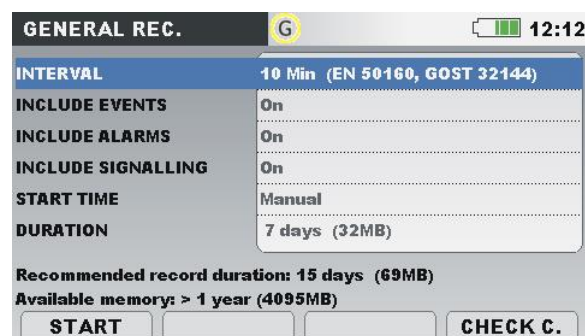 GENERAL REC. G 12:12
INTERVAL 10 Min (EN 50160, GOST 32144)
INCLUDE EVENTS On
INCLUDE ALARMS On
INCLUDE SIGNALLING On
START TIME Manual
DURATION 7 days (32MB)
Recommended record duration: 15 days (69MB)
Available memory: > 1 year (4095MB)
START CHECK C.